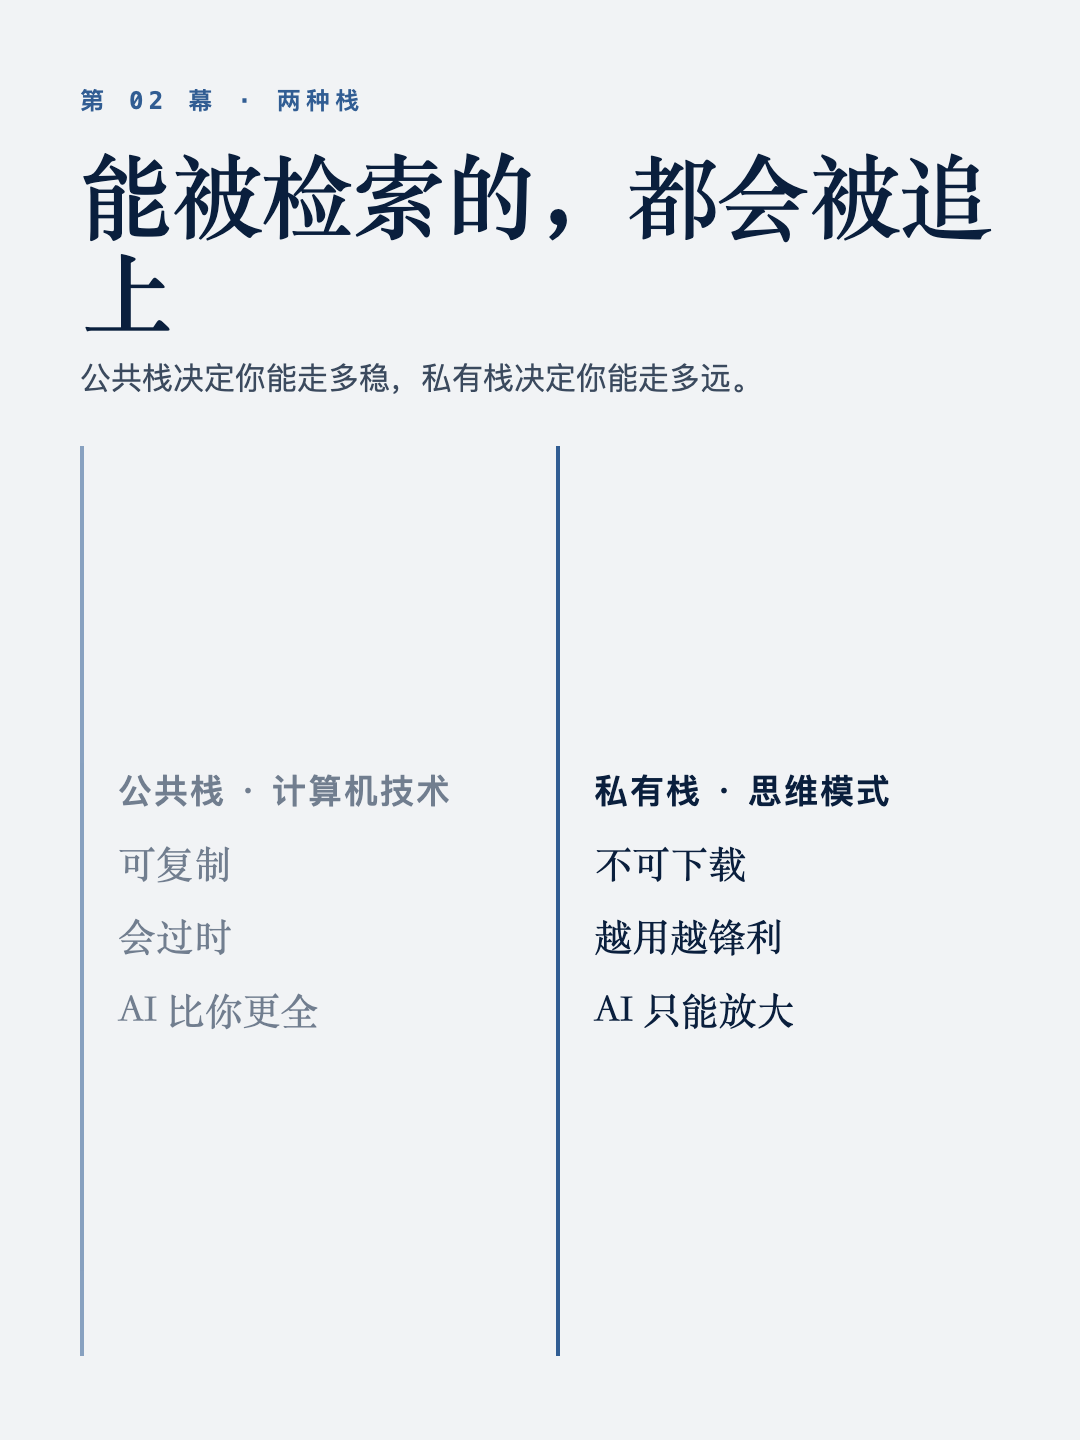 第 02 幕 · 两种栈
能被检索的，都会被追
上
公共栈决定你能走多稳，私有栈决定你能走多远。
公共栈 · 计算机技术
可复制
会过时
AI 比你更全
私有栈 · 思维模式
不可下载
越用越锋利
AI 只能放大